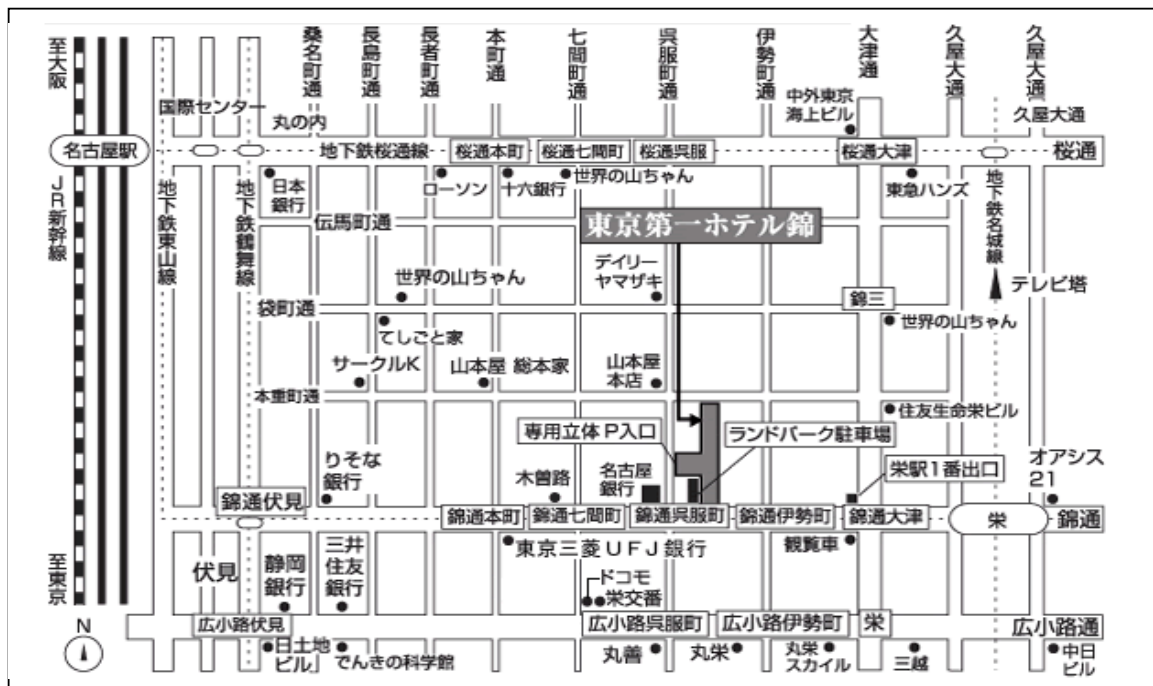 至大阪
桑名町通
長島町通
長者町通
本町通
七間町通
呉服町通
伊勢町通
大津通
久屋大通
久屋大通
国際センター
丸の内
中外東京
海上ビル
久屋大通
名古屋駅
地下鉄桜通線
桜通本町
桜通七間町
桜通呉服
桜通大津
桜通
JR新幹線
地下鉄東山線
地下鉄鶴舞線
日本
銀行
ローソン
十六銀行
世界の山ちゃん
東急ハンズ
地下鉄名城線
伝馬町通
東京第一ホテル錦
世界の山ちゃん
デイリー
ヤマザキ
テレビ塔
袋町通
錦三
てしごと家
世界の山ちゃん
サークルK
山本屋 総本家
山本屋
本店
本重町通
住友生命栄ビル
専用立体P入口
ランドパーク駐車場
りそな
銀行
木曽路
名古屋
銀行
栄駅1番出口
オアシス
21
錦通伏見
錦通本町
錦通七間町
錦通呉服町
錦通伊勢町
錦通大津
栄
錦通
至東京
伏見
静岡
銀行
三井
住友
銀行
東京三菱UFJ銀行
観覧車
ドコモ
栄交番
N
広小路伏見
広小路呉服町
広小路伊勢町
栄
広小路通
日土地
ビル
でんきの科学館
丸善
丸栄
丸栄
スカイル
三越
中日
ビル